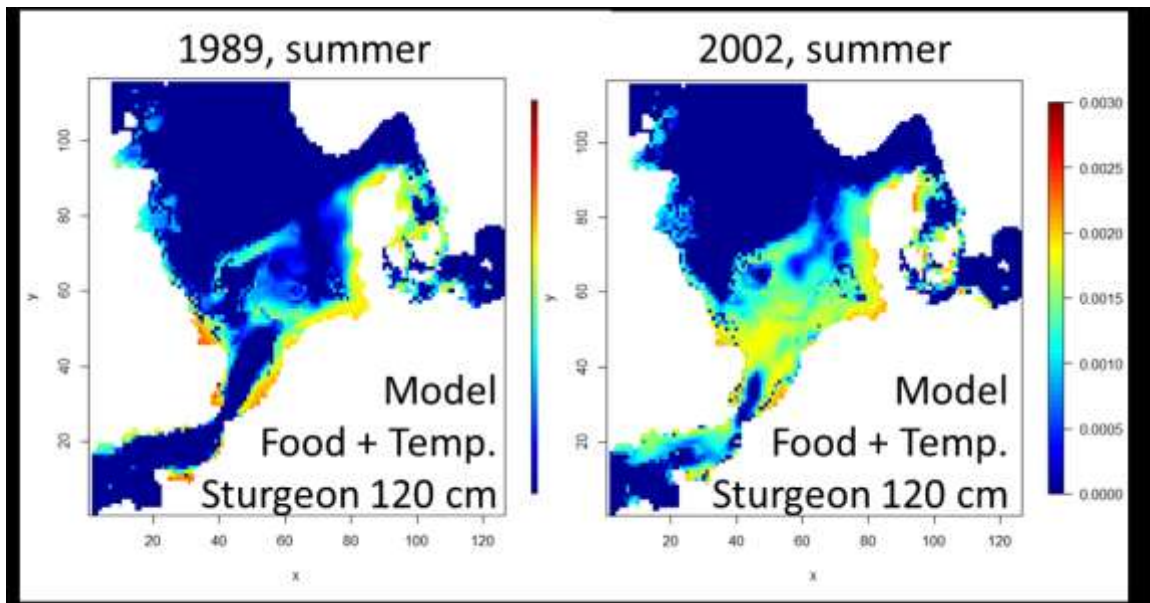 1989, summer
2002, summer
100
80
60
40
20
y
20 40 60 80 100 120
x
Model
Food + Temp.
Sturgeon 120 cm
100
80
60
40
20
y
20 40 60 80 100 120
x
Model
Food + Temp.
Sturgeon 120 cm
0.0030
0.0025
0.0020
0.0015
0.0010
0.0005
0.0000